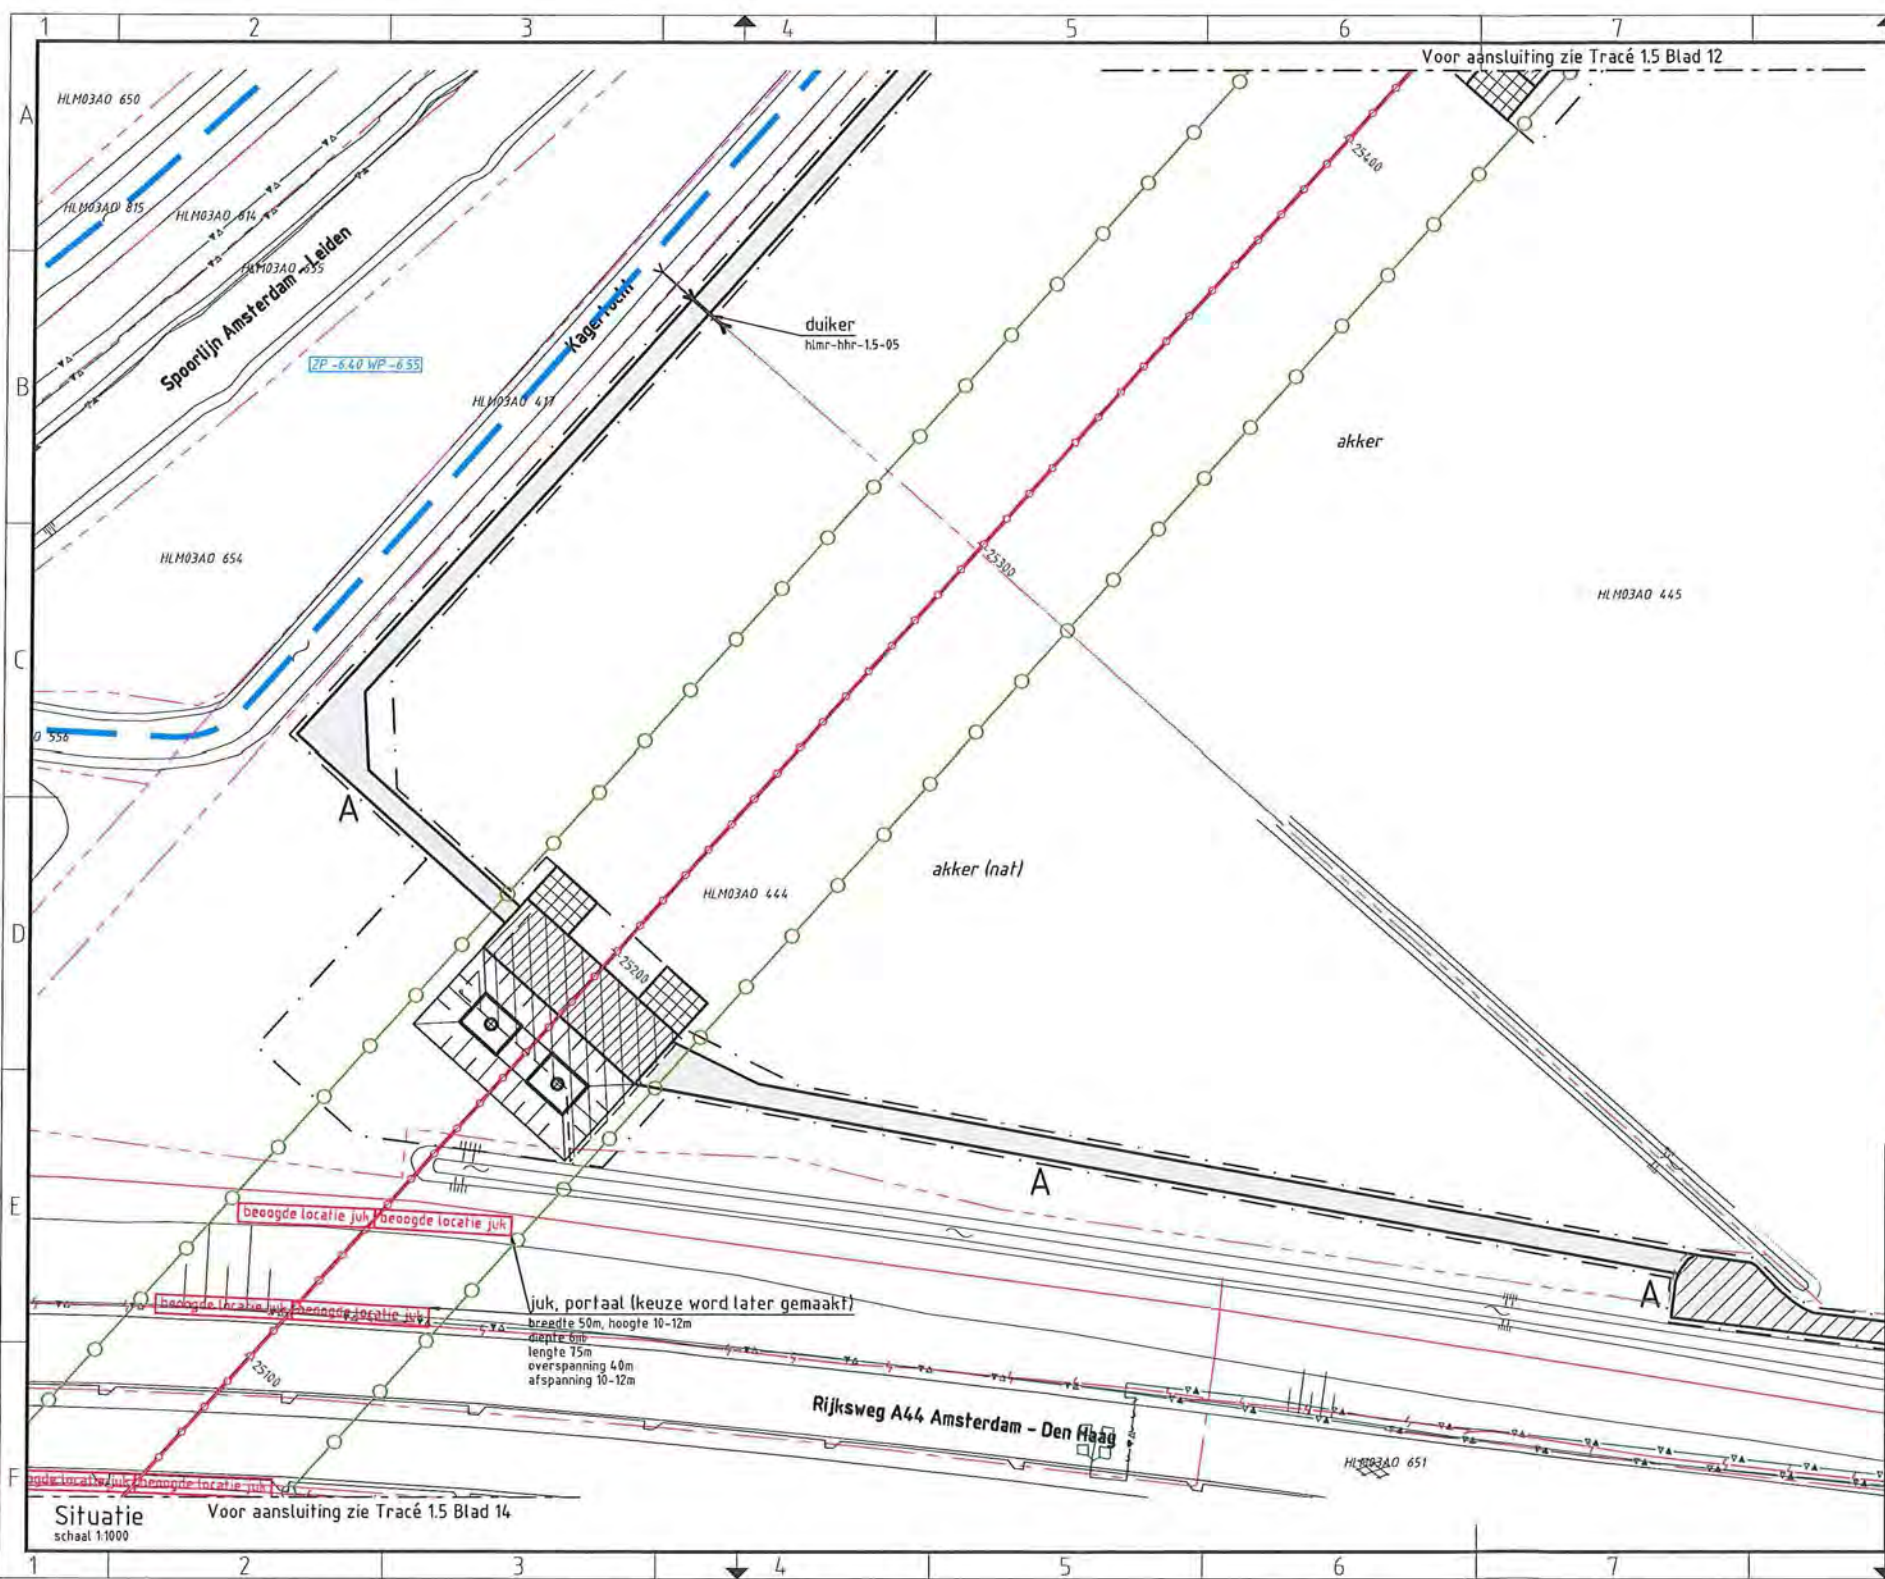 1 2 3 4 5 6 7
Voor aansluiting zie Tracé 1.5 Blad 12
A
HLM03AO 650
25400
HLM03AO 815
HLM03AO 614
HLM03AO 635
Spoorlijn Amsterdam - Leiden
Kagertocht
duiker
hlmr-hhr-1.5-05
ZP -6.40 WP -6.55
B
HLM03AO 417
akker
HLM03AO 654
25300
HLM03AO 445
C
O 556
A
akker (nat)
HLM03AO 444
D
25200
A
E
beoogde locatie juk
beoogde locatie juk
A
beoogde locatie juk
beoogde locatie juk
juk, portaal (keuze word later gemaakt)
breedte 50m, hoogte 10-12m
lengte 75m
overspanning 40m
afspanning 10-12m
25100
Rijksweg A44 Amsterdam - Den Haag
HLM03AO 651
F
ogde locatie juk
beoogde locatie juk
Situatie
schaal 1:1000
Voor aansluiting zie Tracé 1.5 Blad 14
1 2 3 4 5 6 7